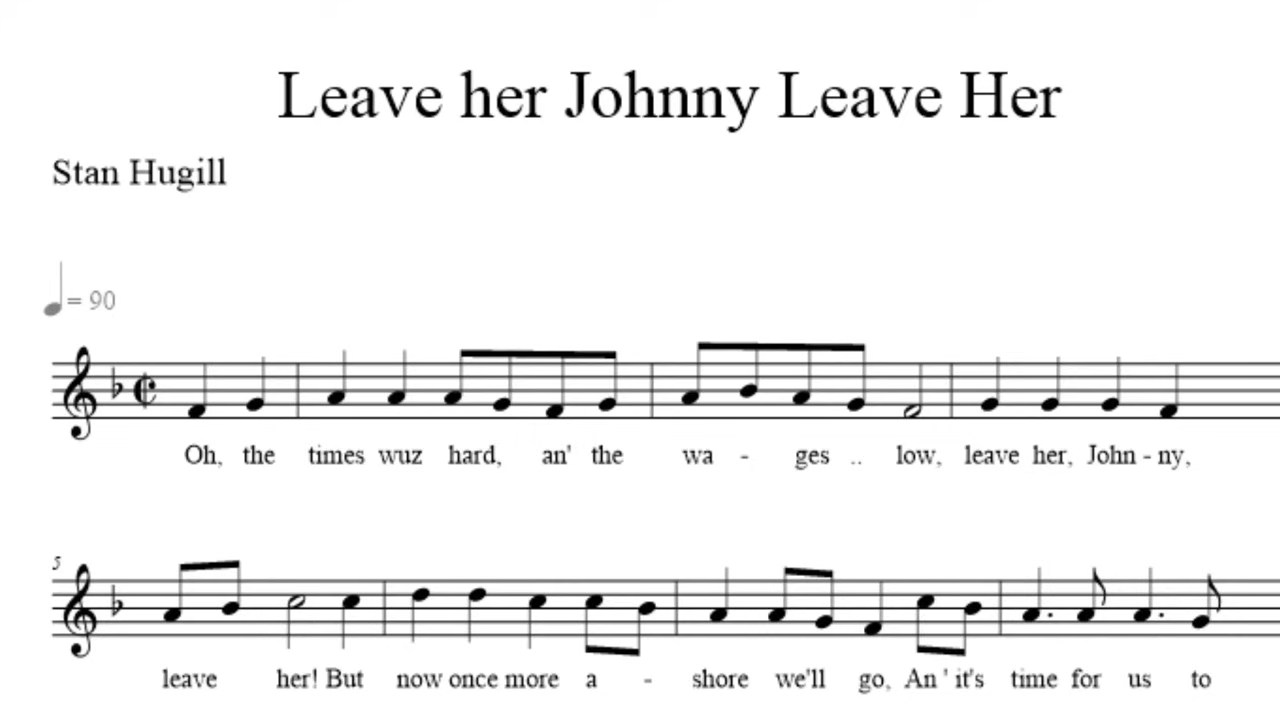 Leave her Johnny Leave Her
Stan Hugill
= 90
Oh, the times wuz hard, an' the wa - ges .. low, leave her, John - ny,
5
leave her! But now once more a - shore we'll go, An ' it's time for us to